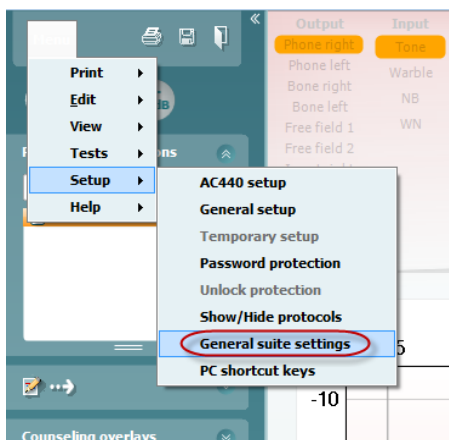 Output Input
Phone right Tone
Phone left Warble
Bone right
Bone left NB
Free field 1 WN
Free field 2
Print
Edit
View
Tests
Setup
Help
AC440 setup
General setup
Temporary setup
Password protection
Unlock protection
Show/Hide protocols
General suite settings
PC shortcut keys
-10
Counseling overlays